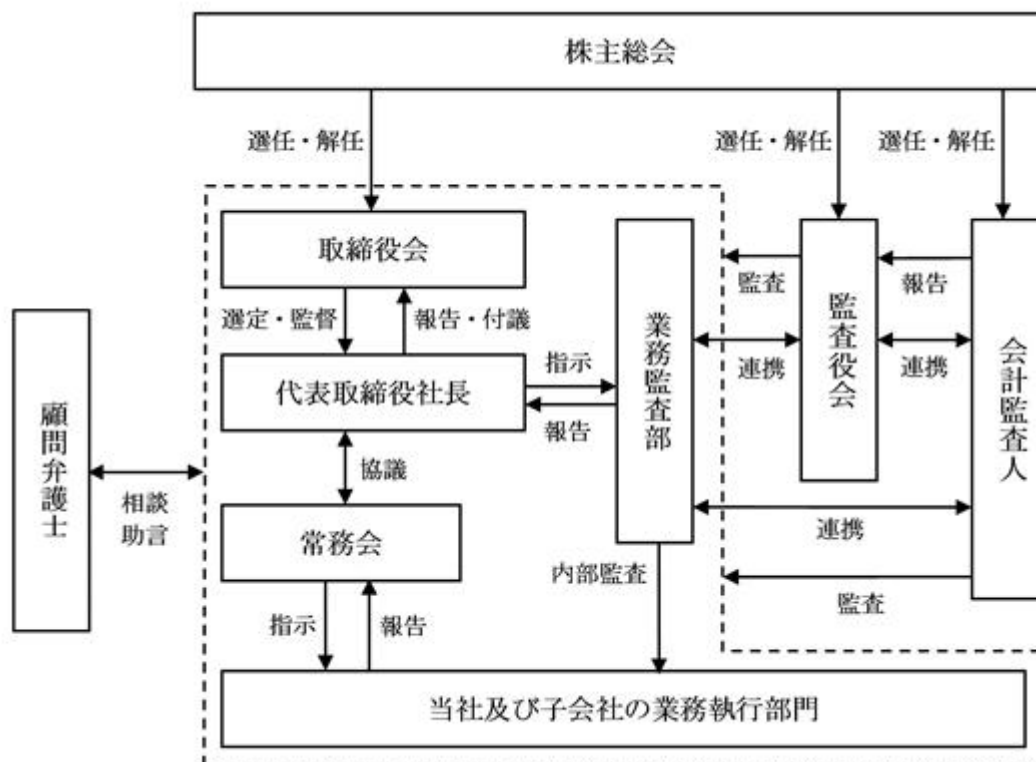 株主総会
選任・解任
選任・解任
選任・解任
取締役会
選定・監督
報告・付議
代表取締役社長
指示
報告
業務監査部
監査
連携
監査役会
報告
連携
会計監査人
顧問弁護士
相談
助言
協議
常務会
連携
内部監査
監査
指示
報告
当社及び子会社の業務執行部門